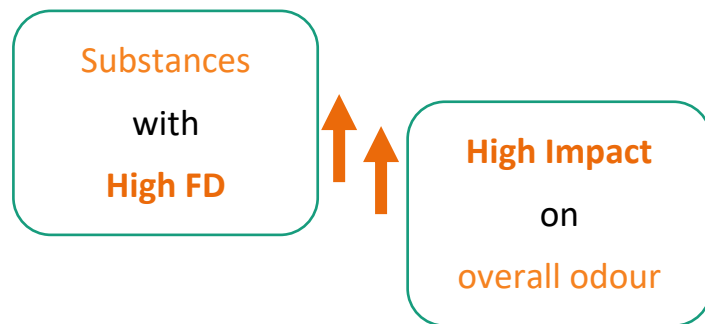 Substances
with
High FD
High Impact
on
overall odour